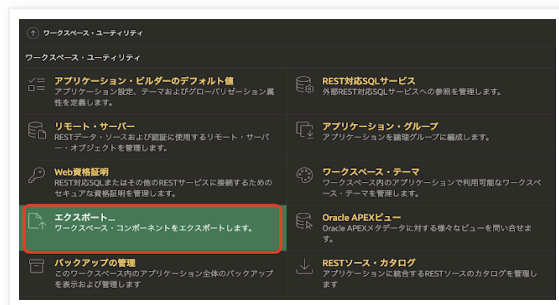 ワークスペース・ユーティリティ
ワークスペース・ユーティリティ
アプリケーション・ビルダーのデフォルト値
アプリケーション設定、テーマおよびグローバリゼーション属
性を定義します。
REST対応SQLサービス
外部REST対応SQLサービスへの参照を管理します。
リモート・サーバー
RESTデータ・ソースおよび認証に使用するリモート・サーバ
ー・オブジェクトを管理します。
アプリケーション・グループ
アプリケーションを論理グループに編成します。
Web資格証明
REST対応SQLまたはその他のRESTサービスに接続するための
セキュアな資格証明を管理します。
ワークスペース・テーマ
ワークスペース内のアプリケーションで利用可能なワークスペ
ース・テーマを管理します。
エクスポート...
ワークスペース・コンポーネントをエクスポートします。
Oracle APEXビュー
Oracle APEXメタデータに対する様々なビューを問い合せま
す。
バックアップの管理
このワークスペース内のアプリケーション全体のバックアップ
を表示および管理します
RESTソース・カタログ
アプリケーションに統合するRESTソースのカタログを管理し
ます